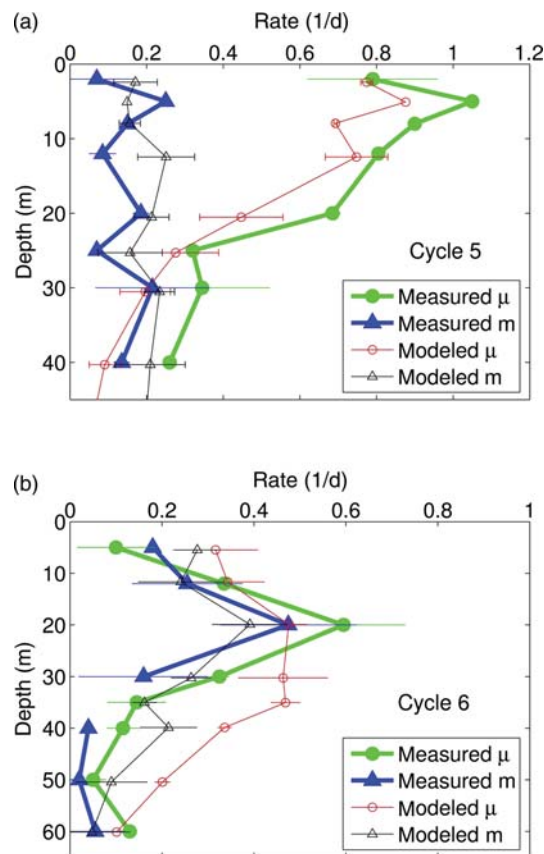 (a)
Rate (1/d)
0 0.2 0.4 0.6 0.8 1 1.2
0
10
20
30
40
Depth (m)
Cycle 5
Measured μ
Measured m
Modeled μ
Modeled m
(b)
Rate (1/d)
0 0.2 0.4 0.6 0.8 1
0
10
20
30
40
50
60
Depth (m)
Cycle 6
Measured μ
Measured m
Modeled μ
Modeled m